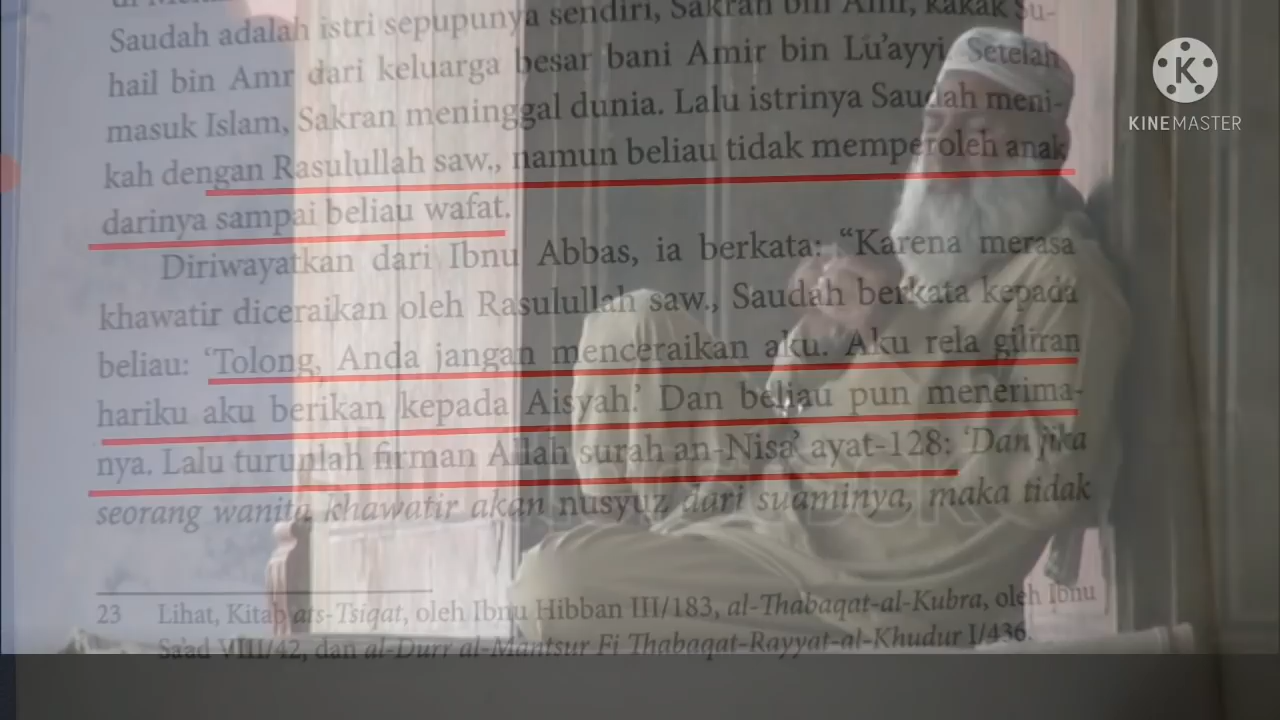 Saudah adalah istri sepupunya sendiri, Sakran bin Amr, kakak Su-
hail bin Amr dari keluarga besar bani Amir bin Lu'ayyi. Setelah
masuk Islam, Sakran meninggal dunia. Lalu istrinya Saudah meni-
kah dengan Rasulullah saw., namun beliau tidak memperoleh anak
darinya sampai beliau wafat.
Diriwayatkan dari Ibnu Abbas, ia berkata: “Karena merasa
khawatir diceraikan oleh Rasulullah saw., Saudah berkata kepada
beliau: ‘Tolong, Anda jangan menceraikan aku. Aku rela giliran
hariku aku berikan kepada Aisyah.’ Dan beliau pun menerima-
nya. Lalu turunlah firman Allah surah an-Nisa’ ayat-128: ‘Dan jika
seorang wanita khawatir akan nusyuz dari suaminya, maka tidak
23 Lihat, Kitab ats-Tsiqat, oleh Ibnu Hibban III/183, al-Thabaqat-al-Kubra, oleh Ibnu
Sa'ad VIII/42, dan al-Durr al-Mantsur Fi Thabaqat-Rayyat-al-Khudur I/436.
K
KINEMASTER